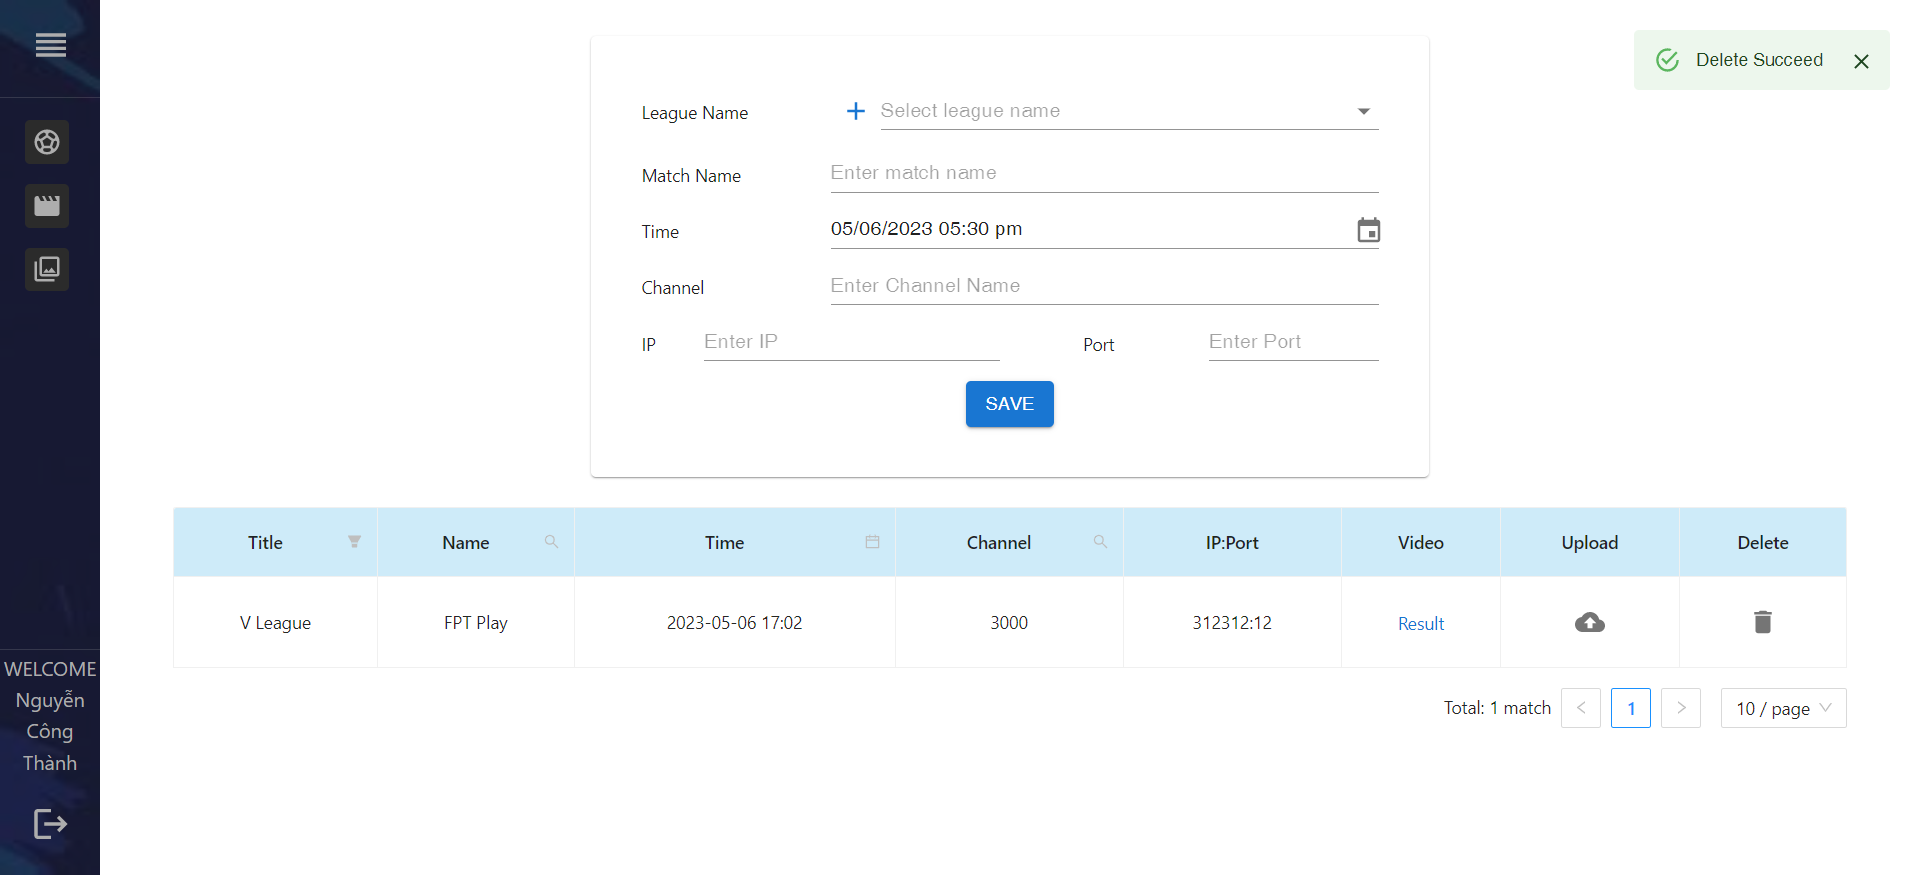 Delete Succeed
League Name
Select league name
Match Name
Enter match name
Time
05/06/2023 05:30 pm
Channel
Enter Channel Name
IP
Enter IP
Port
Enter Port
SAVE
Title Name Time Channel IP:Port Video Upload Delete
V League FPT Play 2023-05-06 17:02 3000 312312:12 Result
Total: 1 match 1 10 / page
WELCOME
Nguyễn
Công
Thành